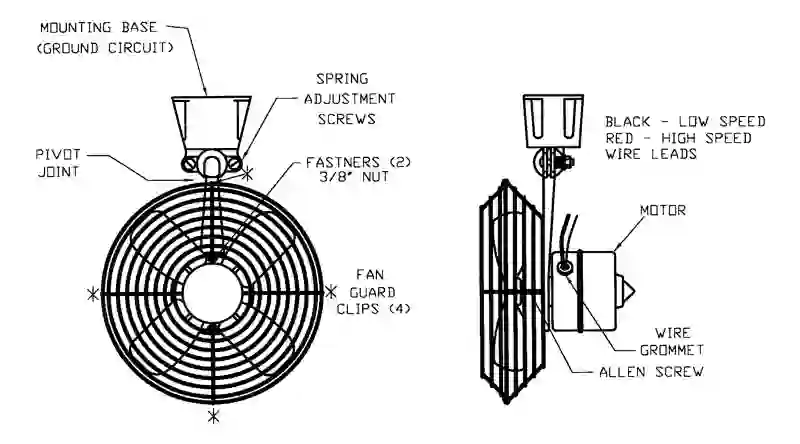 MOUNTING BASE
(GROUND CIRCUIT)
SPRING
ADJUSTMENT
SCREWS
PIVOT
JOINT
FASTNERS (2)
3/8" NUT
FAN
GUARD
CLIPS (4)
BLACK - LOW SPEED
RED - HIGH SPEED
WIRE LEADS
MOTOR
WIRE
GROMMET
ALLEN SCREW